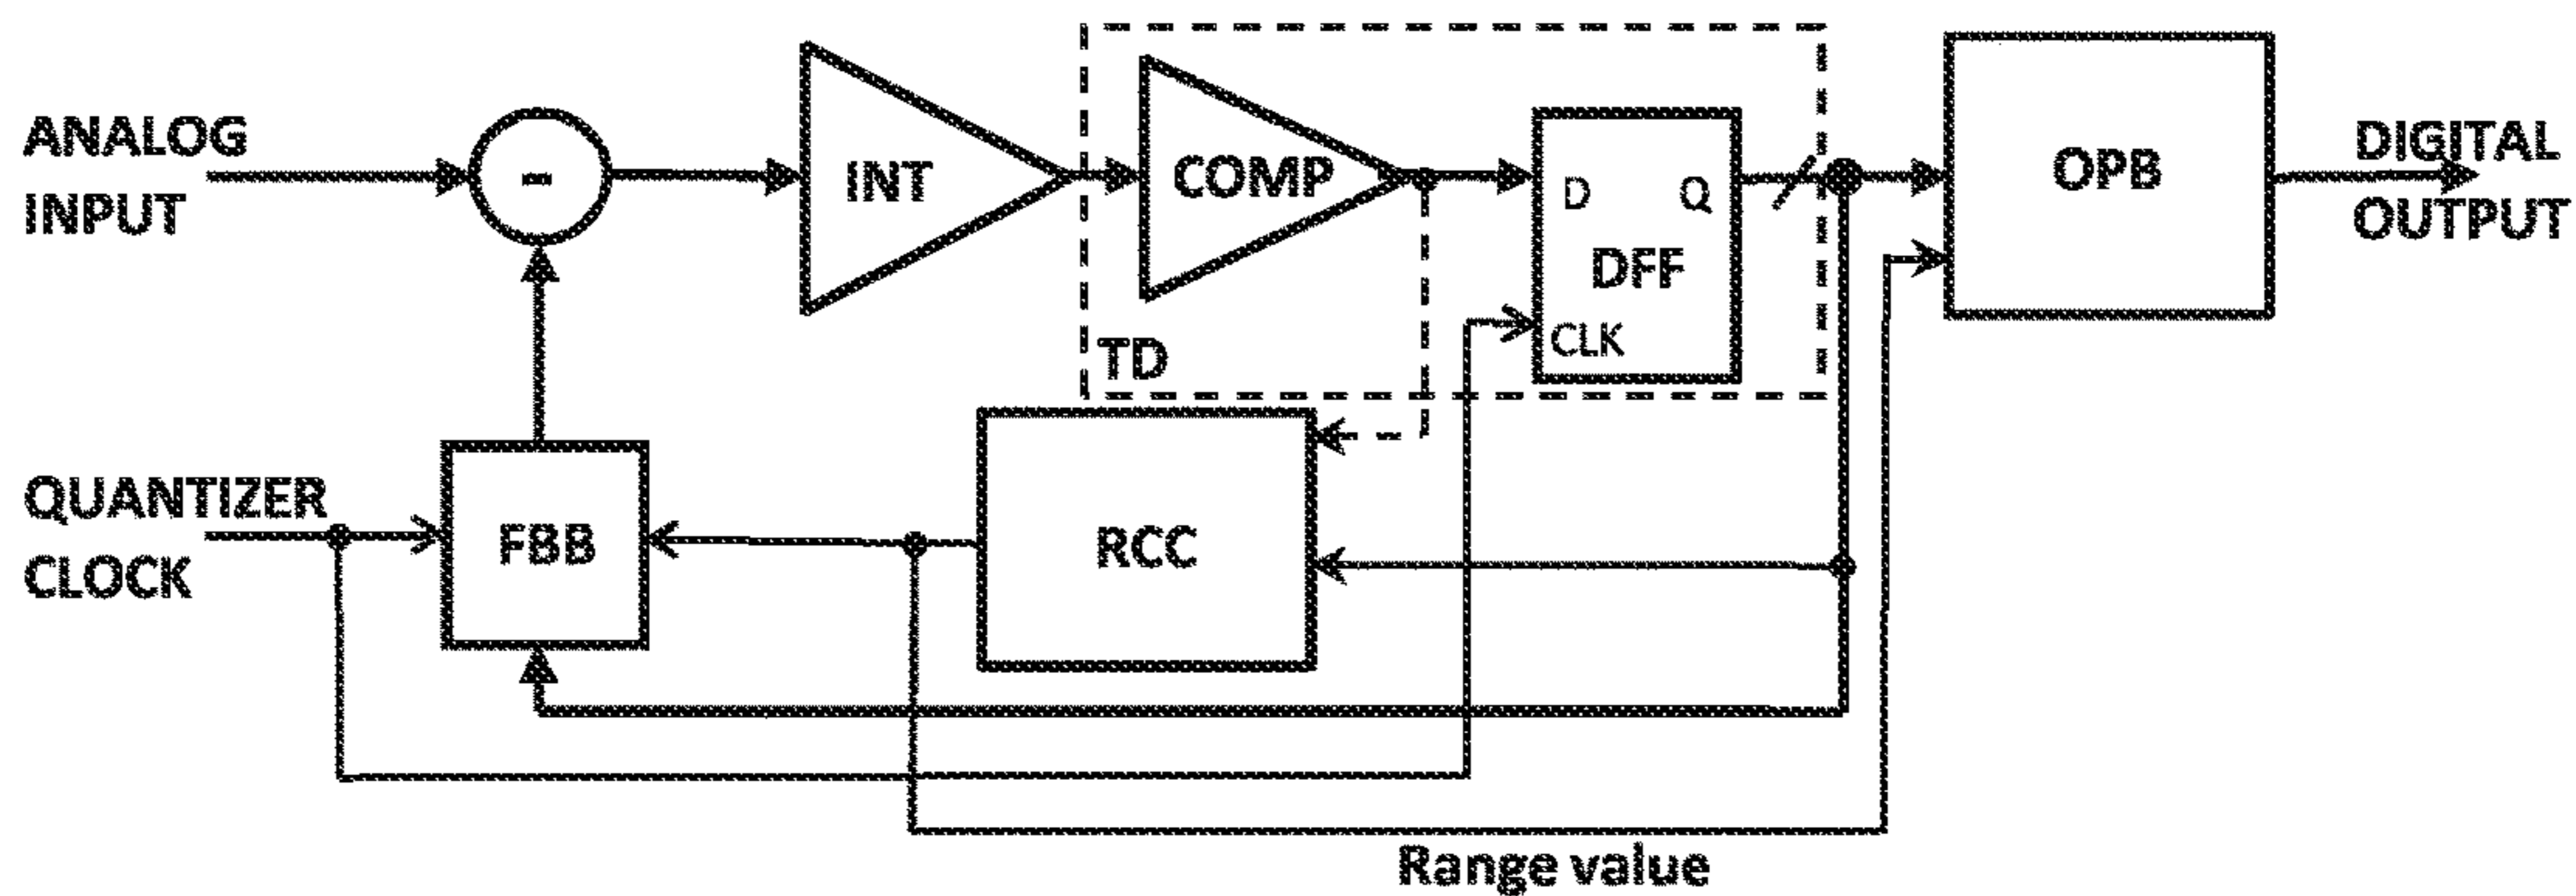 ANALOG
INPUT
-
INT
COMP
D Q
DFF
CLK
TD
OPB
DIGITAL
OUTPUT
QUANTIZER
CLOCK
FBB
RCC
Range value